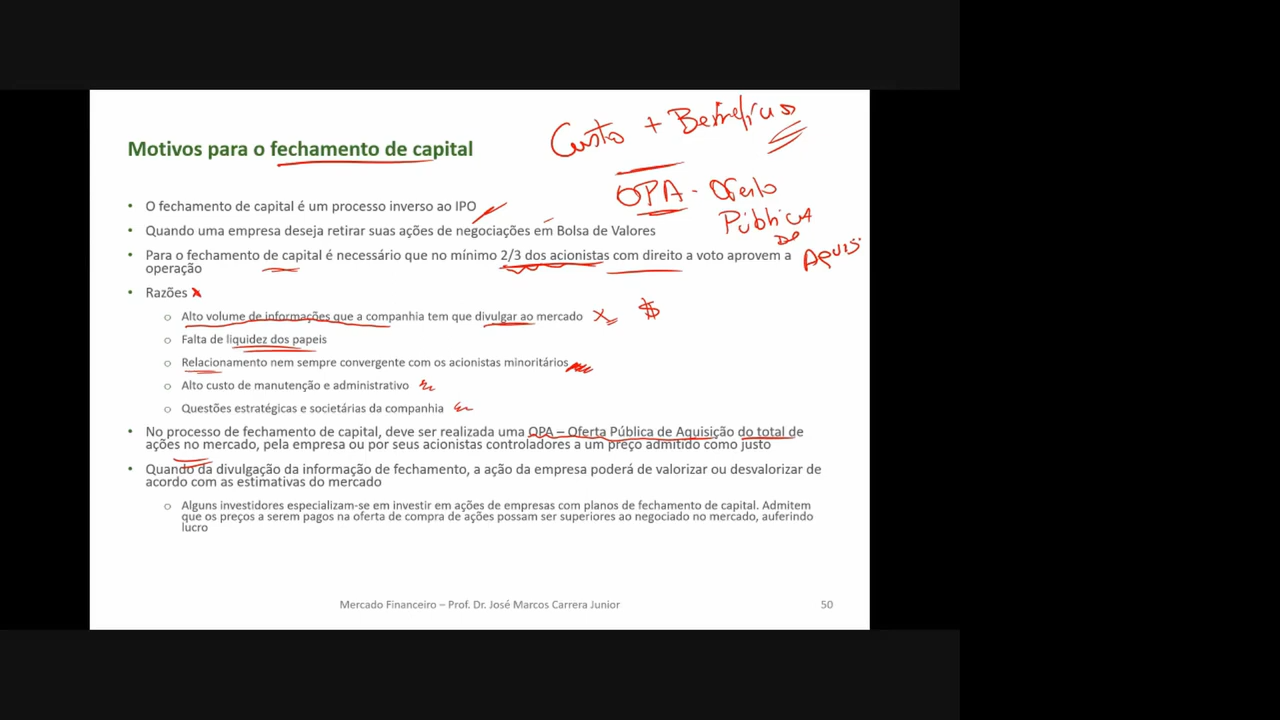 Custo + Benefícios
Motivos para o fechamento de capital
OPA - Oferta
Pública
de
Aquis.
• O fechamento de capital é um processo inverso ao IPO
• Quando uma empresa deseja retirar suas ações de negociações em Bolsa de Valores
• Para o fechamento de capital é necessário que no mínimo 2/3 dos acionistas com direito a voto aprovem a
operação
• Razões
o Alto volume de informações que a companhia tem que divulgar ao mercado $
o Falta de liquidez dos papeis
o Relacionamento nem sempre convergente com os acionistas minoritários
o Alto custo de manutenção e administrativo
o Questões estratégicas e societárias da companhia
• No processo de fechamento de capital, deve ser realizada uma OPA – Oferta Pública de Aquisição do total de
ações no mercado, pela empresa ou por seus acionistas controladores a um preço admitido como justo
• Quando da divulgação da informação de fechamento, a ação da empresa poderá de valorizar ou desvalorizar de
acordo com as estimativas do mercado
o Alguns investidores especializam-se em investir em ações de empresas com planos de fechamento de capital. Admitem
que os preços a serem pagos na oferta de compra de ações possam ser superiores ao negociado no mercado, auferindo
lucro
Mercado Financeiro – Prof. Dr. José Marcos Carrera Junior
50